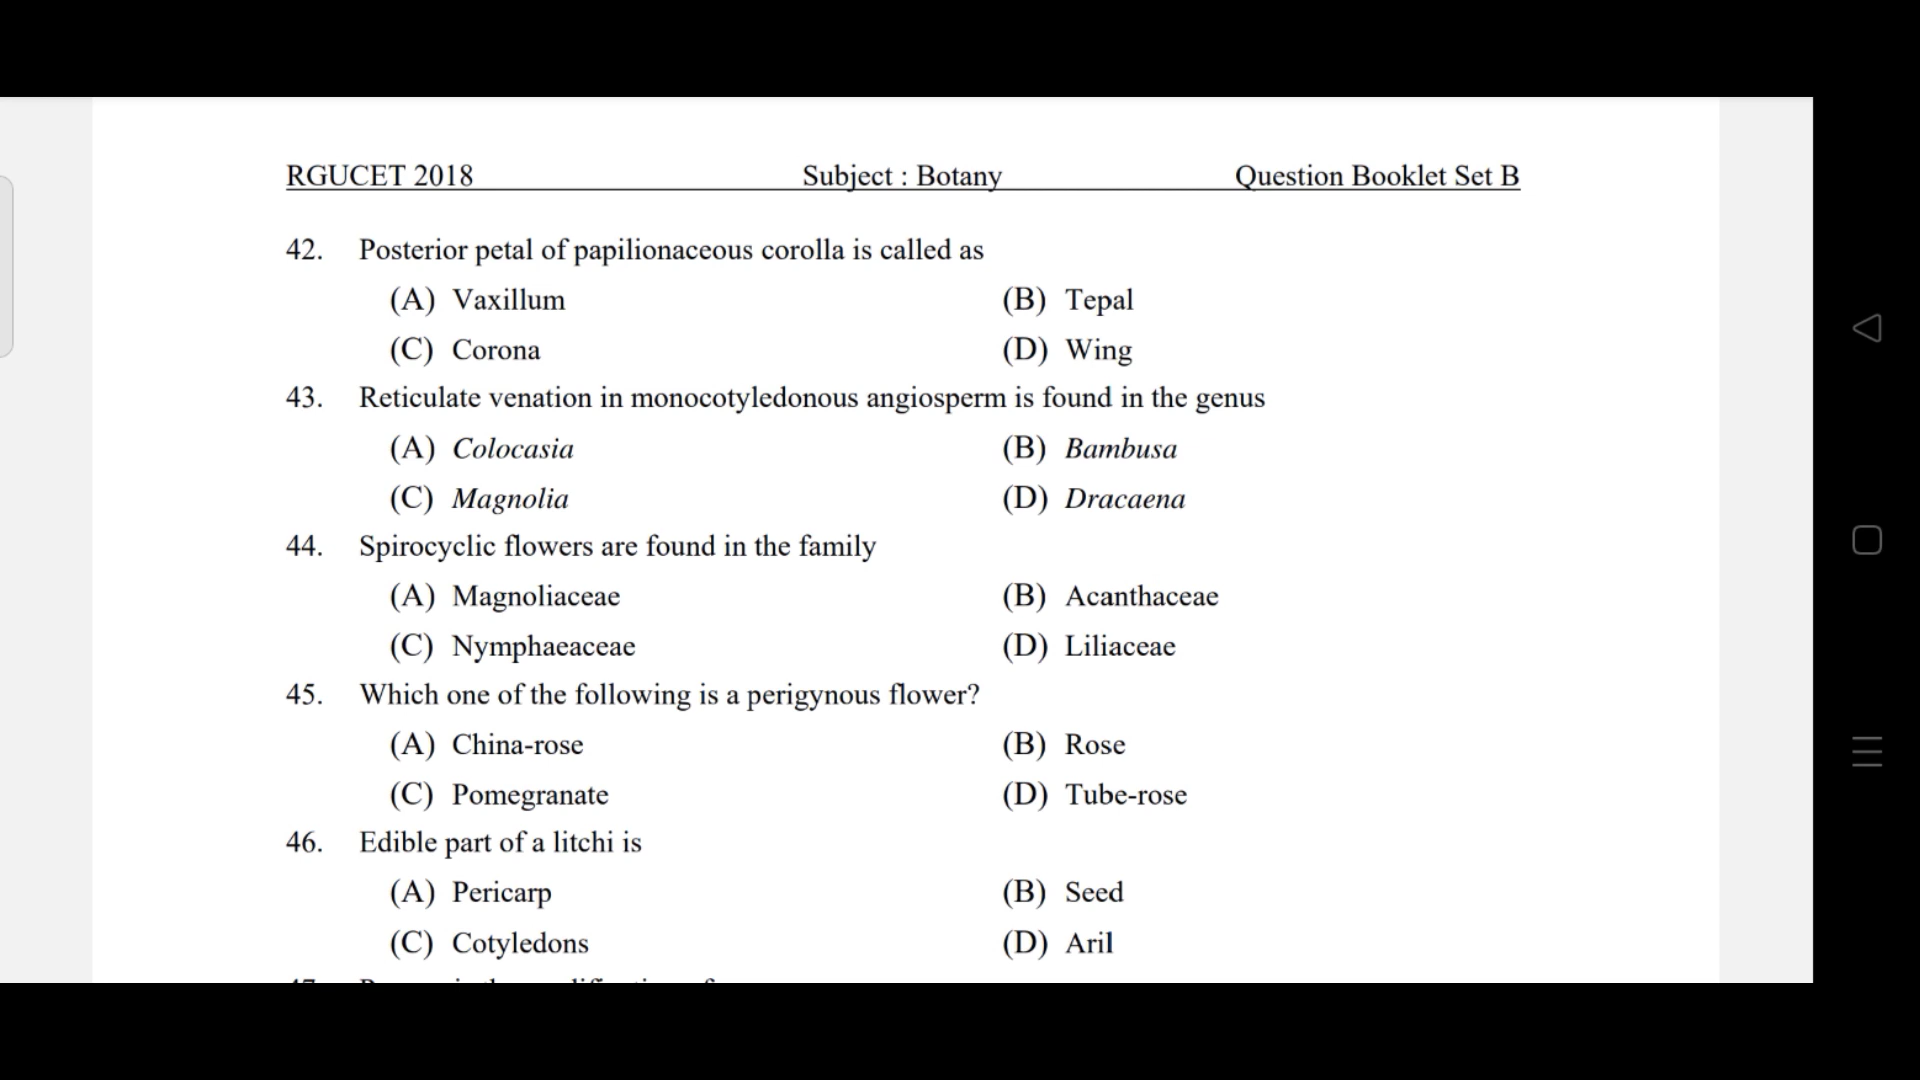 RGUCET 2018 Subject : Botany Question Booklet Set B
42. Posterior petal of papilionaceous corolla is called as
(A) Vaxillum (B) Tepal
(C) Corona (D) Wing
43. Reticulate venation in monocotyledonous angiosperm is found in the genus
(A) Colocasia (B) Bambusa
(C) Magnolia (D) Dracaena
44. Spirocyclic flowers are found in the family
(A) Magnoliaceae (B) Acanthaceae
(C) Nymphaeaceae (D) Liliaceae
45. Which one of the following is a perigynous flower?
(A) China-rose (B) Rose
(C) Pomegranate (D) Tube-rose
46. Edible part of a litchi is
(A) Pericarp (B) Seed
(C) Cotyledons (D) Aril